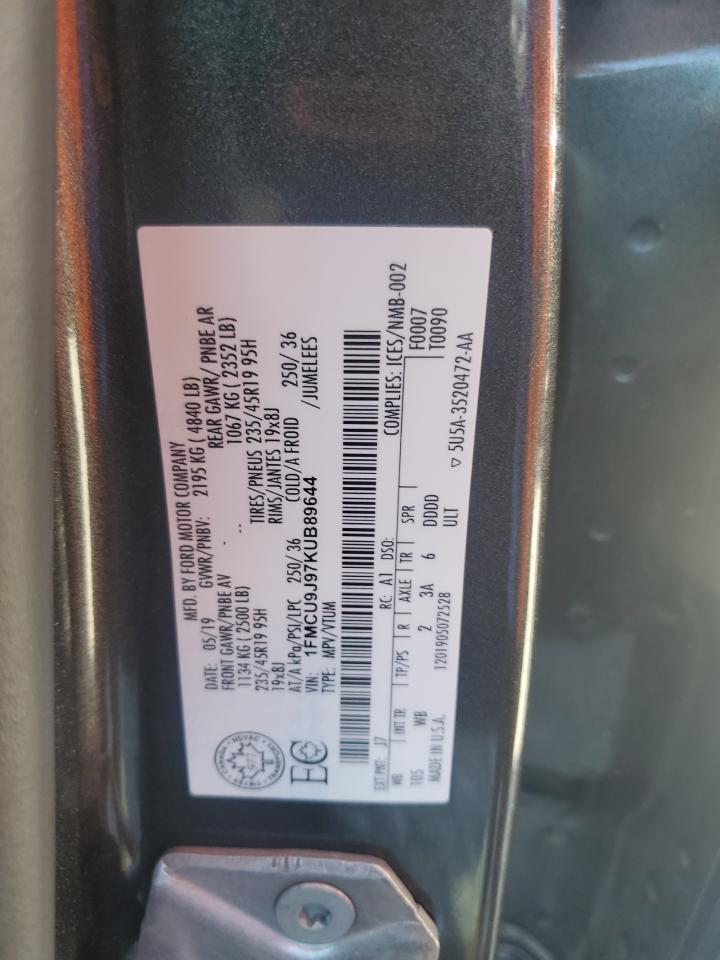 MFD. BY FORD MOTOR COMPANY
DATE: 05/19 GVWR/PNBV: 2195 KG ( 4840 LB)
FRONT GAWR/PNBE AV REAR GAWR/ PNBE AR
1134 KG ( 2500 LB) 1067 KG ( 2352 LB)
235/45R19 95H TIRES/PNEUS 235/45R19 95H
19x8J RIMS/JANTES 19x8J
AT/A kPa/PSI/LPC 250/ 36 COLD/A FROID 250/ 36
VIN: 1FMCU9J97KUB89644 /JUMELEES
TYPE: MPV/VTUM
EC
COMPLIES: ICES/NMB-002
EXT PNT: J7 RC: A1 DSO: F0007
WB INT TR TP/PS R AXLE TR SPR T0090
105 WB 2 3A 6 DDDD
MADE IN U.S.A. 1201905072528 ULT
▽ 5U5A-3520472-AA